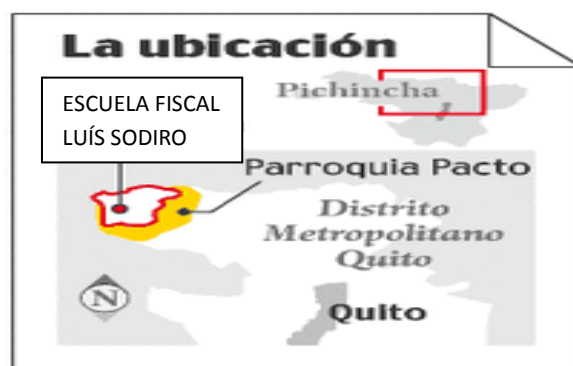 La ubicación
Pichincha
ESCUELA FISCAL
LUÍS SODIRO
Parroquia Pacto
Distrito
Metropolitano
Quito
N
Quito